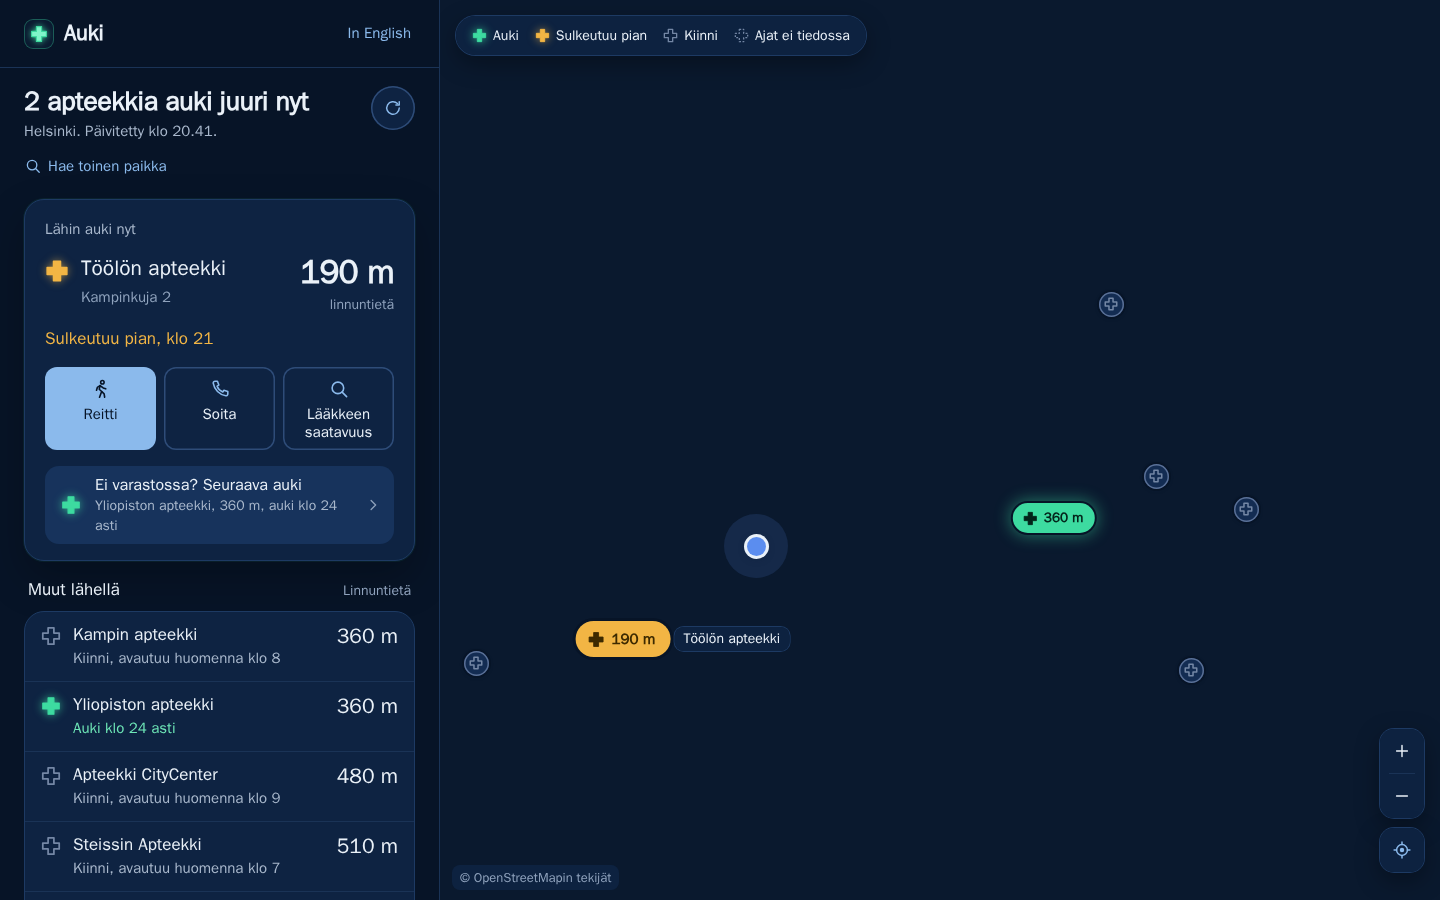 Auki
In English
2 apteekkia auki juuri nyt
Helsinki. Päivitetty klo 20.41.
Hae toinen paikka
Lähin auki nyt
Töölön apteekki
190 m
Kampinkuja 2
linnuntietä
Sulkeutuu pian, klo 21
Reitti
Soita
Lääkkeen
saatavuus
Ei varastossa? Seuraava auki
Yliopiston apteekki, 360 m, auki klo 24
asti
Muut lähellä
Linnuntietä
Kampin apteekki
360 m
Kiinni, avautuu huomenna klo 8
Yliopiston apteekki
360 m
Auki klo 24 asti
Apteekki CityCenter
480 m
Kiinni, avautuu huomenna klo 9
Steissin Apteekki
510 m
Kiinni, avautuu huomenna klo 7
Auki
Sulkeutuu pian
Kiinni
Ajat ei tiedossa
360 m
190 m
Töölön apteekki
+
−
© OpenStreetMapin tekijät